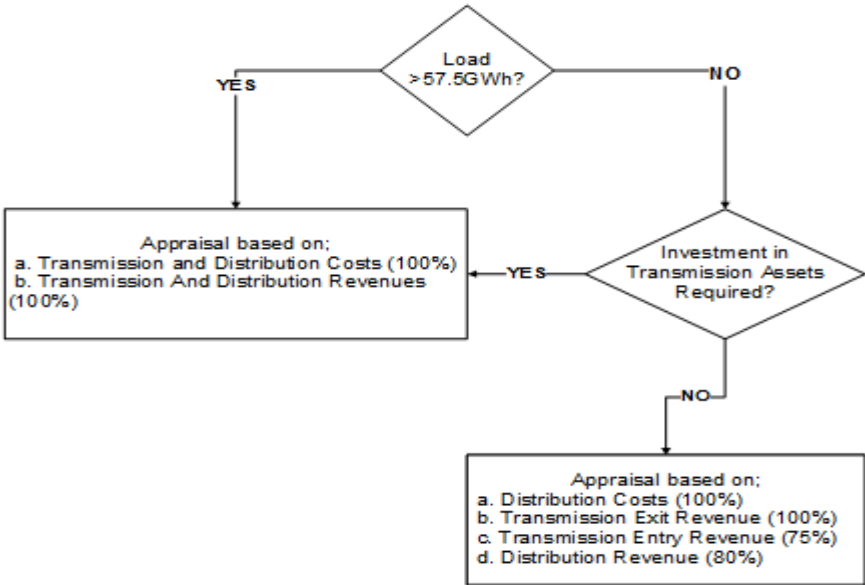 Load
>57.5GWh?
YES
NO
Appraisal based on;
a. Transmission and Distribution Costs (100%)
b. Transmission And Distribution Revenues
(100%)
YES
Investment in
Transmission Assets
Required?
NO
Appraisal based on;
a. Distribution Costs (100%)
b. Transmission Exit Revenue (100%)
c. Transmission Entry Revenue (75%)
d. Distribution Revenue (80%)